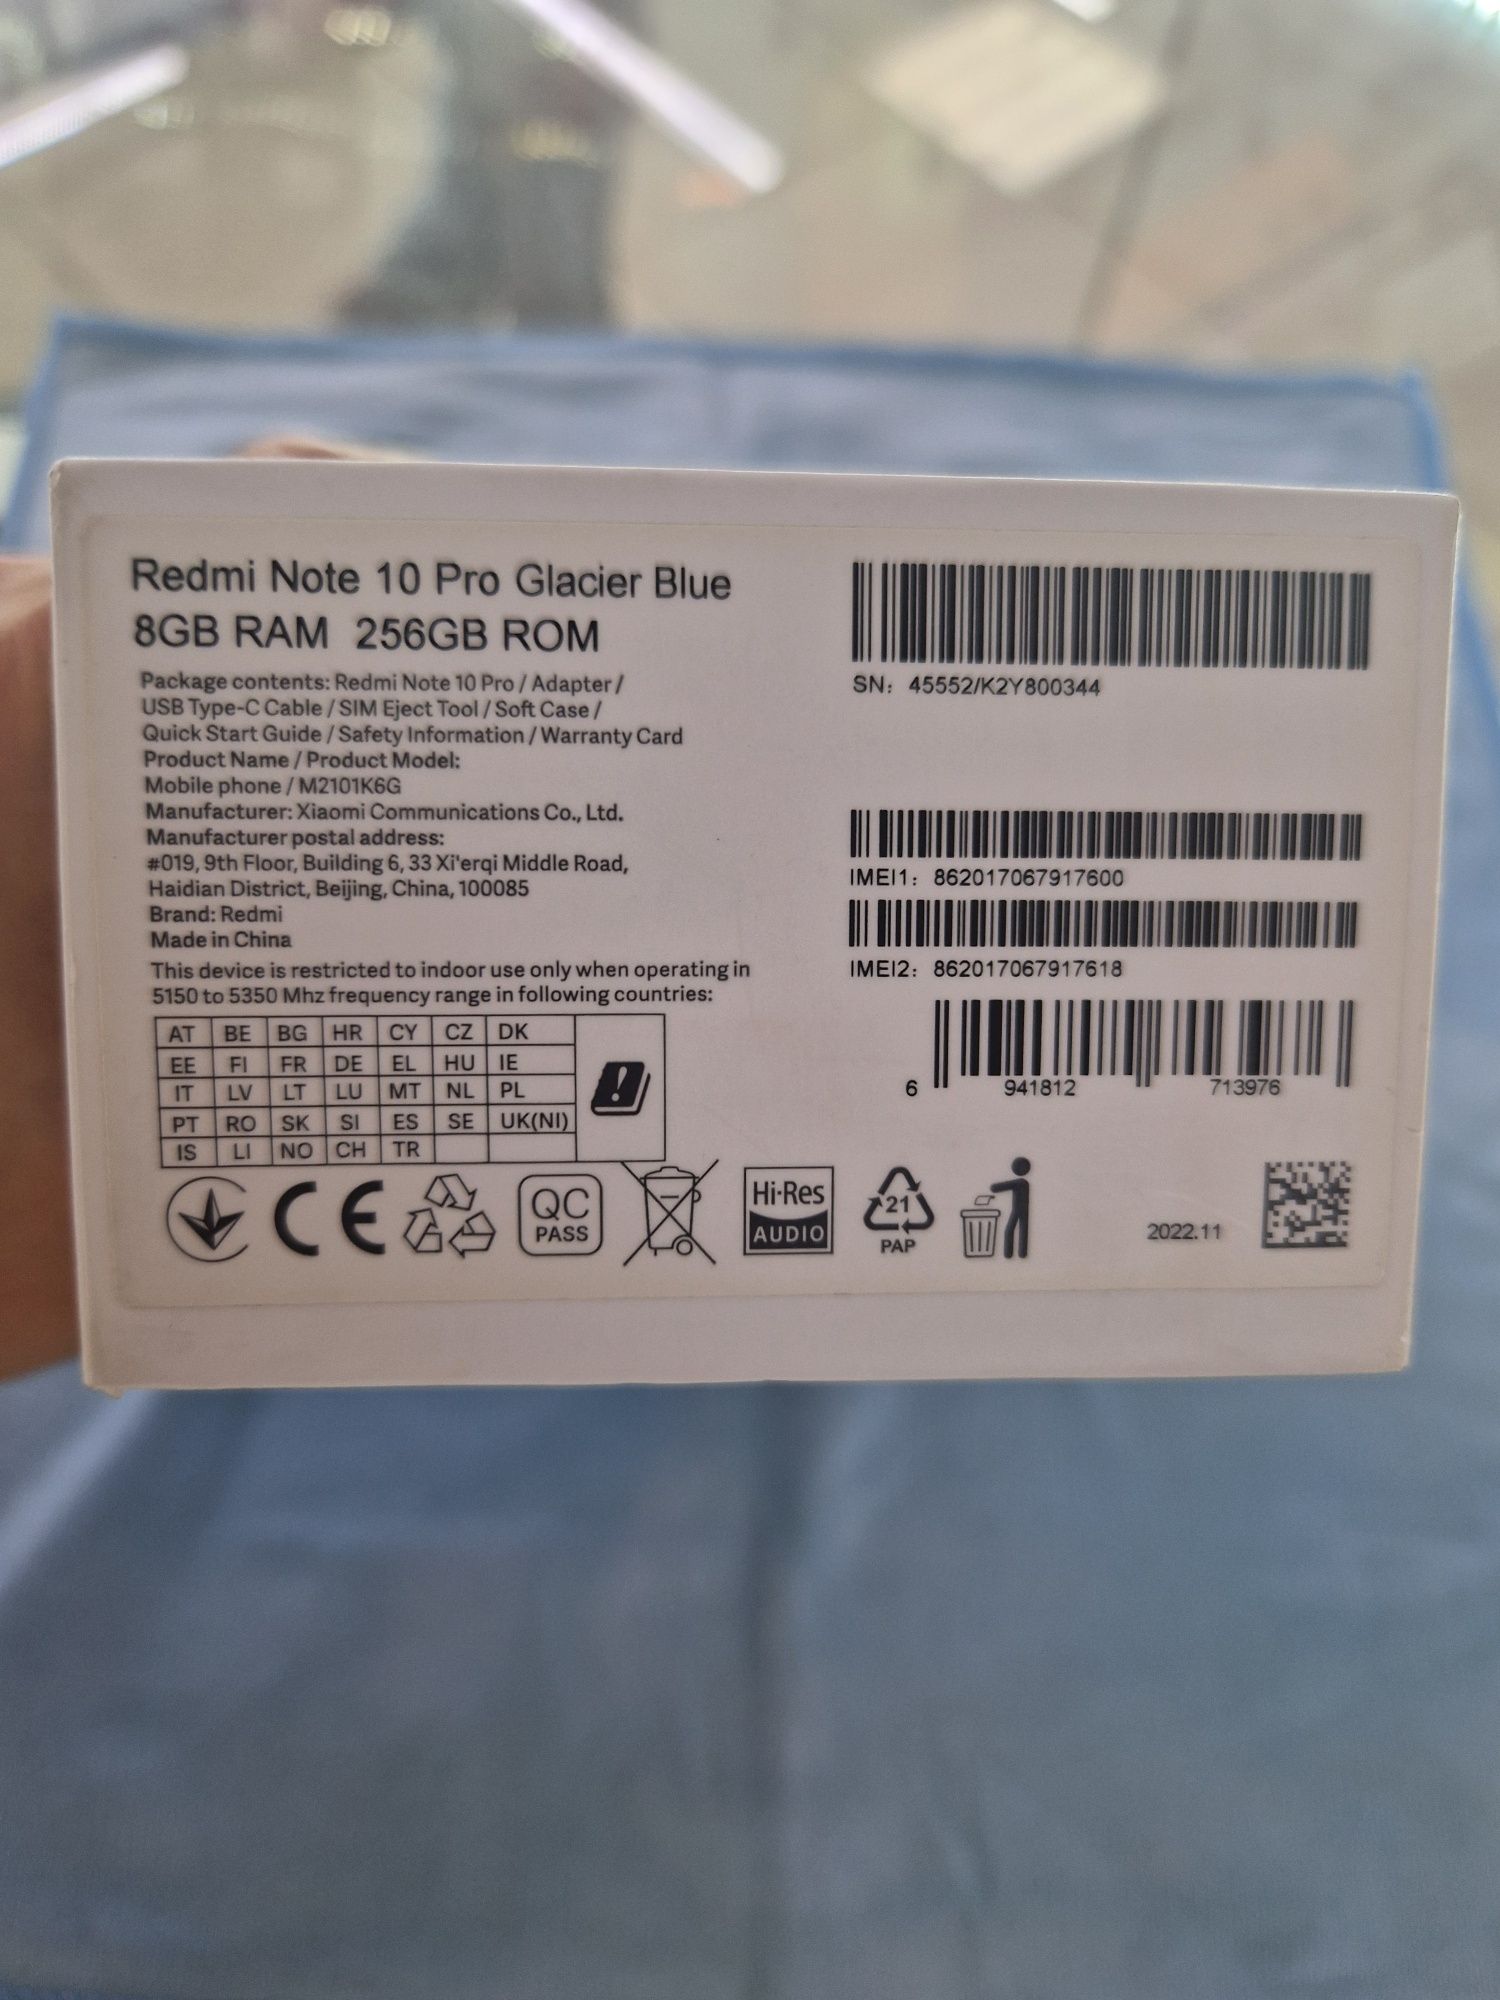 Redmi Note 10 Pro Glacier Blue
8GB RAM 256GB ROM
Package contents: Redmi Note 10 Pro / Adapter /
USB Type-C Cable / SIM Eject Tool / Soft Case /
Quick Start Guide / Safety Information / Warranty Card
Product Name / Product Model:
Mobile phone / M2101K6G
Manufacturer: Xiaomi Communications Co., Ltd.
Manufacturer postal address:
#019, 9th Floor, Building 6, 33 Xi'erqi Middle Road,
Haidian District, Beijing, China, 100085
Brand: Redmi
Made in China
This device is restricted to indoor use only when operating in
5150 to 5350 Mhz frequency range in following countries:
AT BE BG HR CY CZ DK
EE FI FR DE EL HU IE
IT LV LT LU MT NL PL
PT RO SK SI ES SE UK(NI)
IS LI NO CH TR
SN: 45552/K2Y800344
IMEI1: 862017067917600
IMEI2: 862017067917618
6 941812 713976
CE
QC
PASS
Hi-Res
AUDIO
21
PAP
2022.11